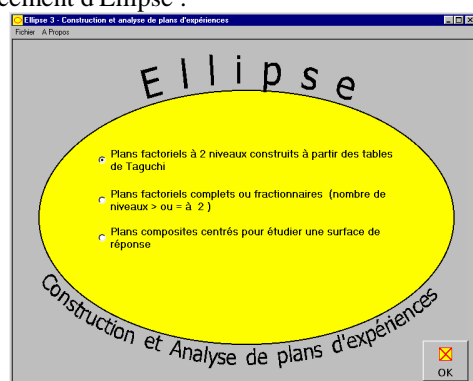 cement d'Ellipse :
Ellipse 3 - Construction et analyse de plans d'expériences
Fichier A Propos
Ellipse
Plans factoriels à 2 niveaux construits à partir des tables
de Taguchi
Plans factoriels complets ou fractionnaires (nombre de
niveaux > ou = à 2 )
Plans composites centrés pour étudier une surface de
réponse
Construction et Analyse de plans d'expériences
OK